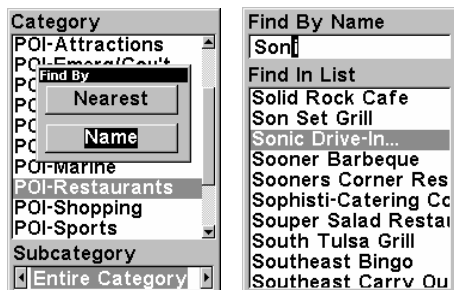 Category
POI-Attractions
POI-Emerg/Gov't
Find By
Nearest
Name
POI-Marine
POI-Restaurants
POI-Shopping
POI-Sports
Subcategory
Entire Category
Find By Name
Soni
Find In List
Solid Rock Cafe
Son Set Grill
Sonic Drive-In...
Sooner Barbeque
Sooners Corner Res
Sophisti-Catering Co
Souper Salad Restau
South Tulsa Grill
Southeast Bingo
Southeast Carry Ou